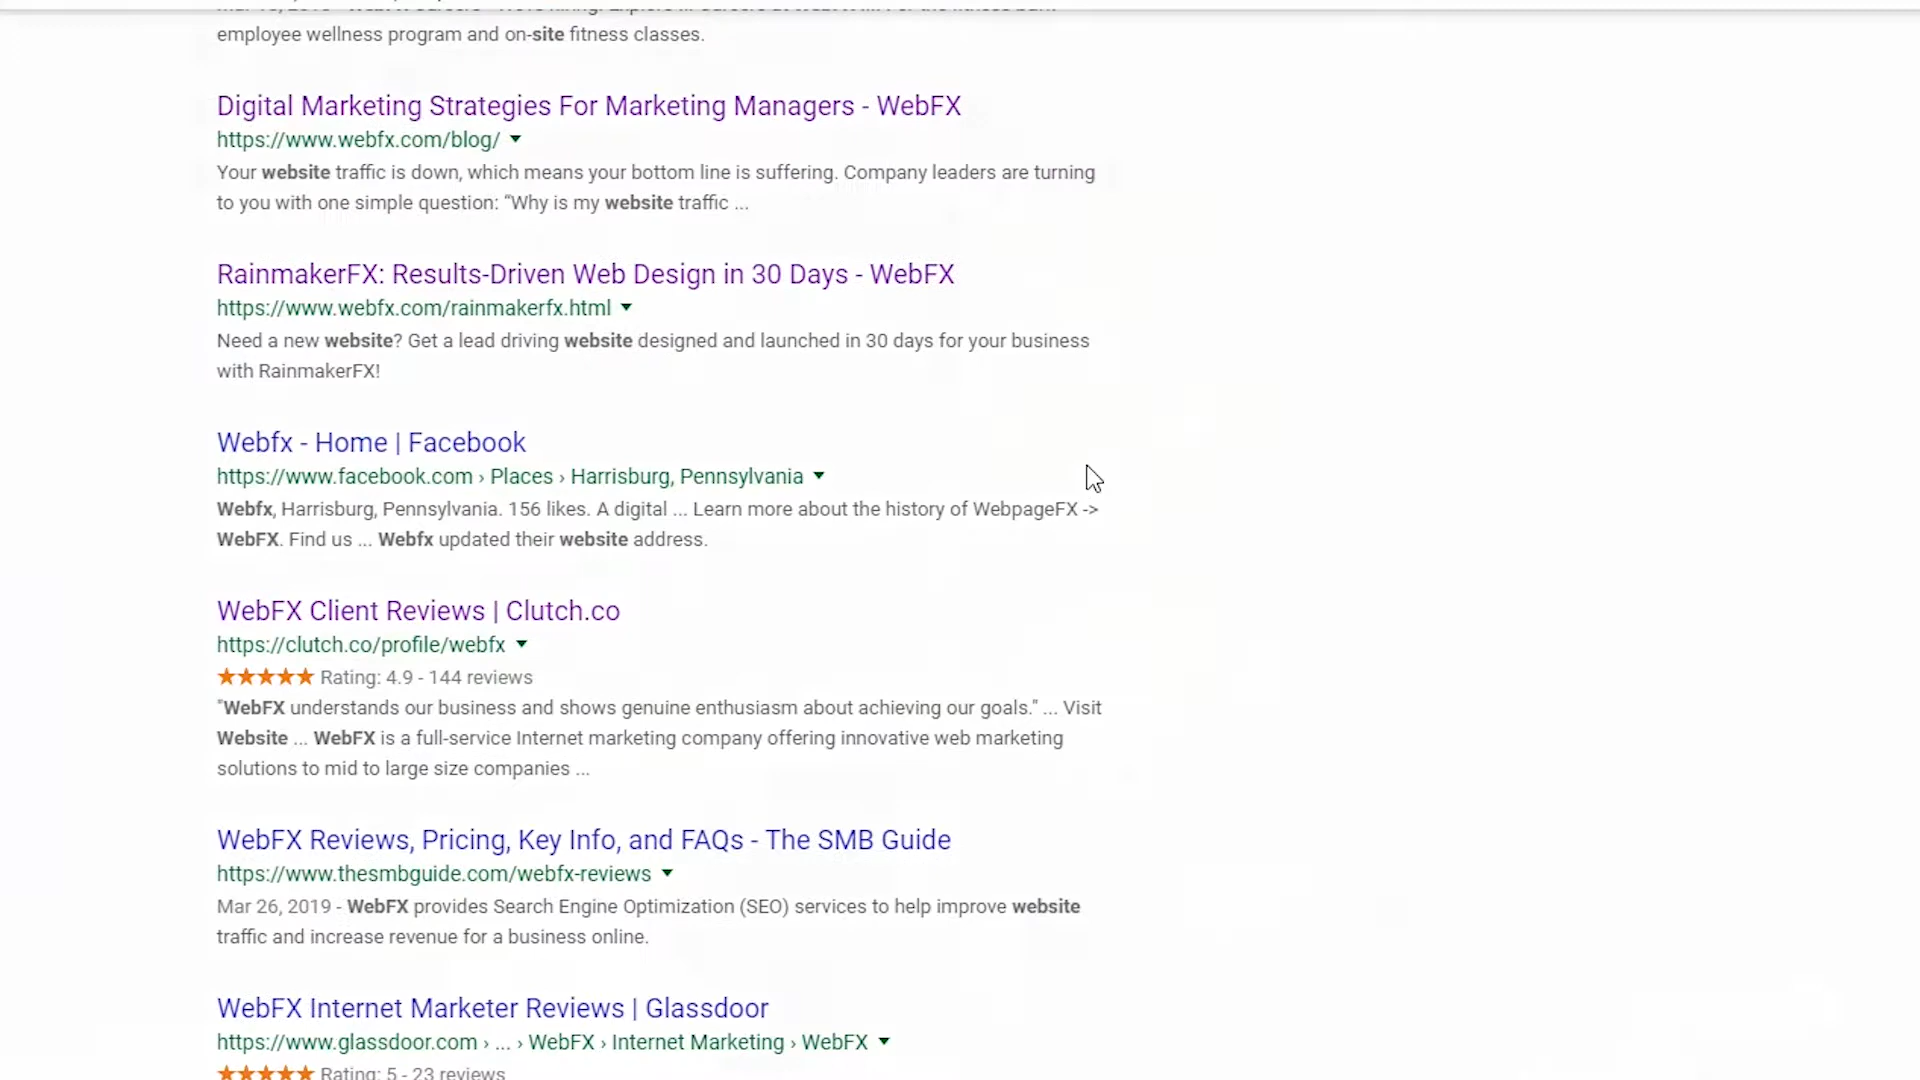 employee wellness program and on-site fitness classes.
Digital Marketing Strategies For Marketing Managers - WebFX
https://www.webfx.com/blog/
Your website traffic is down, which means your bottom line is suffering. Company leaders are turning
to you with one simple question: “Why is my website traffic ...
RainmakerFX: Results-Driven Web Design in 30 Days - WebFX
https://www.webfx.com/rainmakerfx.html
Need a new website? Get a lead driving website designed and launched in 30 days for your business
with RainmakerFX!
Webfx - Home | Facebook
https://www.facebook.com › Places › Harrisburg, Pennsylvania
Webfx, Harrisburg, Pennsylvania. 156 likes. A digital ... Learn more about the history of WebpageFX ->
WebFX. Find us ... Webfx updated their website address.
WebFX Client Reviews | Clutch.co
https://clutch.co/profile/webfx
Rating: 4.9 - 144 reviews
"WebFX understands our business and shows genuine enthusiasm about achieving our goals." ... Visit
Website ... WebFX is a full-service Internet marketing company offering innovative web marketing
solutions to mid to large size companies ...
WebFX Reviews, Pricing, Key Info, and FAQs - The SMB Guide
https://www.thesmbguide.com/webfx-reviews
Mar 26, 2019 - WebFX provides Search Engine Optimization (SEO) services to help improve website
traffic and increase revenue for a business online.
WebFX Internet Marketer Reviews | Glassdoor
https://www.glassdoor.com › ... › WebFX › Internet Marketing › WebFX
Rating: 5 - 23 reviews